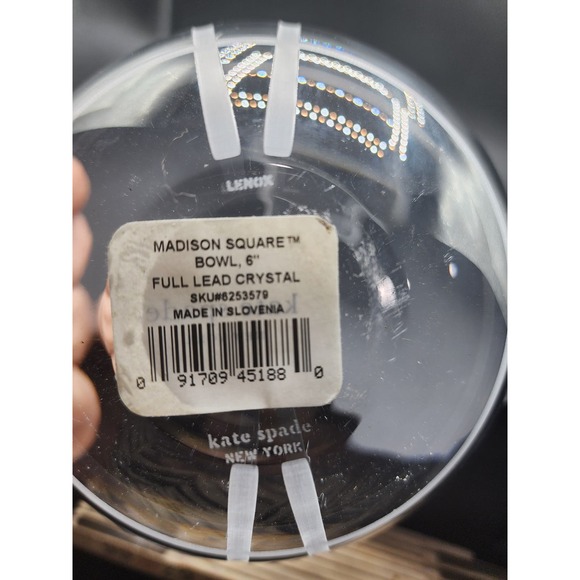 LENOX
MADISON SQUARE™
BOWL, 6"
FULL LEAD CRYSTAL
SKU#6253579
MADE IN SLOVENIA
0 91709 45188 0
kate spade
NEW YORK